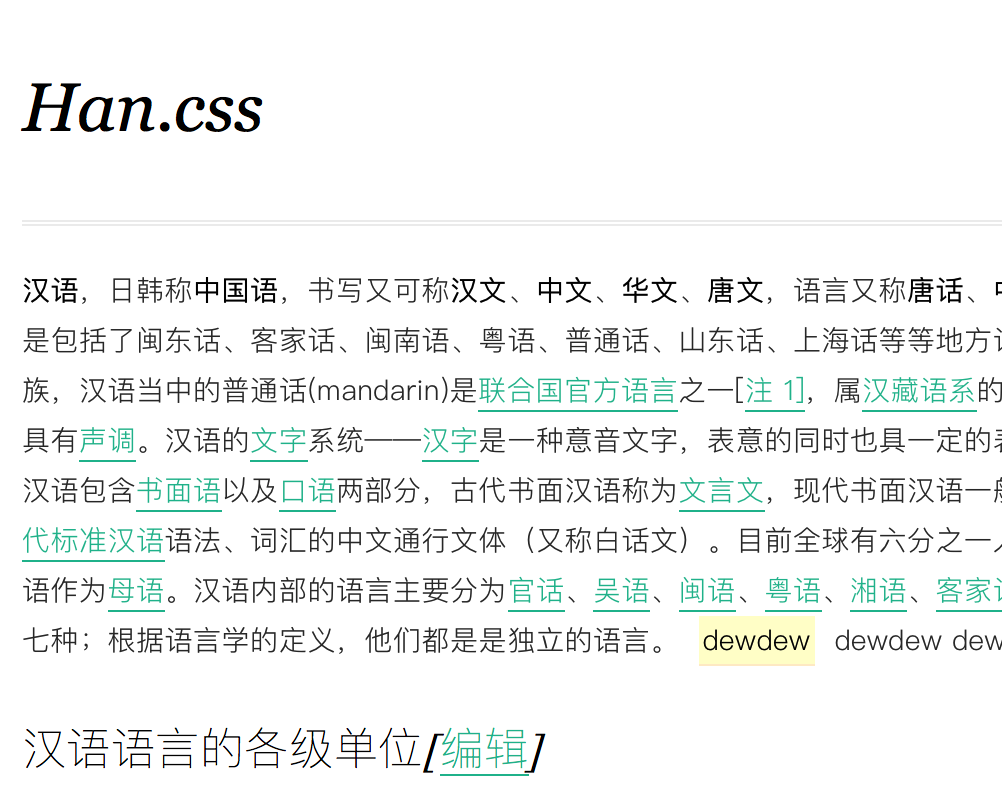 Han.css
汉语，日韩称中国语，书写又可称汉文、中文、华文、唐文，语言又称唐话、
是包括了闽东话、客家话、闽南语、粤语、普通话、山东话、上海话等等地方
族，汉语当中的普通话(mandarin)是联合国官方语言之一[注 1]，属汉藏语系的
具有声调。汉语的文字系统——汉字是一种意音文字，表意的同时也具一定的
汉语包含书面语以及口语两部分，古代书面汉语称为文言文，现代书面汉语一
代标准汉语语法、词汇的中文通行文体（又称白话文）。目前全球有六分之一
语作为母语。汉语内部的语言主要分为官话、吴语、闽语、粤语、湘语、客家
七种；根据语言学的定义，他们都是是独立的语言。 dewdew dewdew
汉语语言的各级单位[编辑]